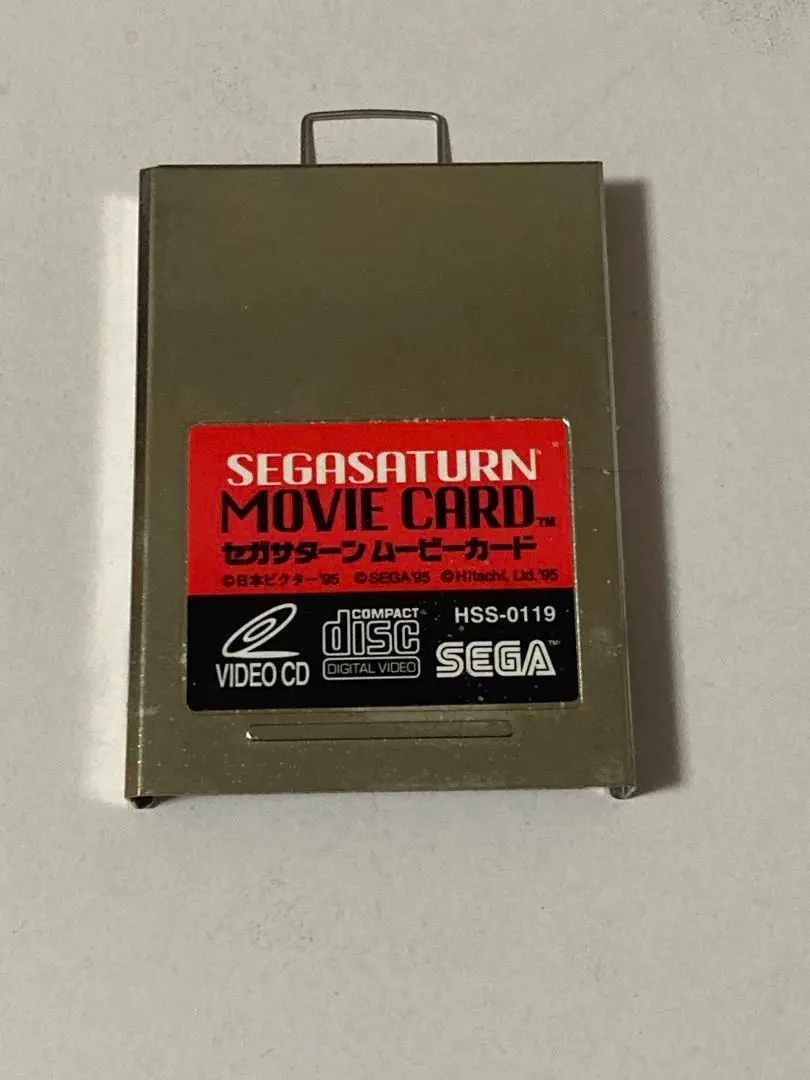 SEGASATURN
MOVIE CARD™
セガサターン ムービーカード
©日本ビクター'95 ©SEGA'95 ©Hitachi, Ltd.'95
VIDEO CD
COMPACT
disc
DIGITAL VIDEO
HSS-0119
SEGA™